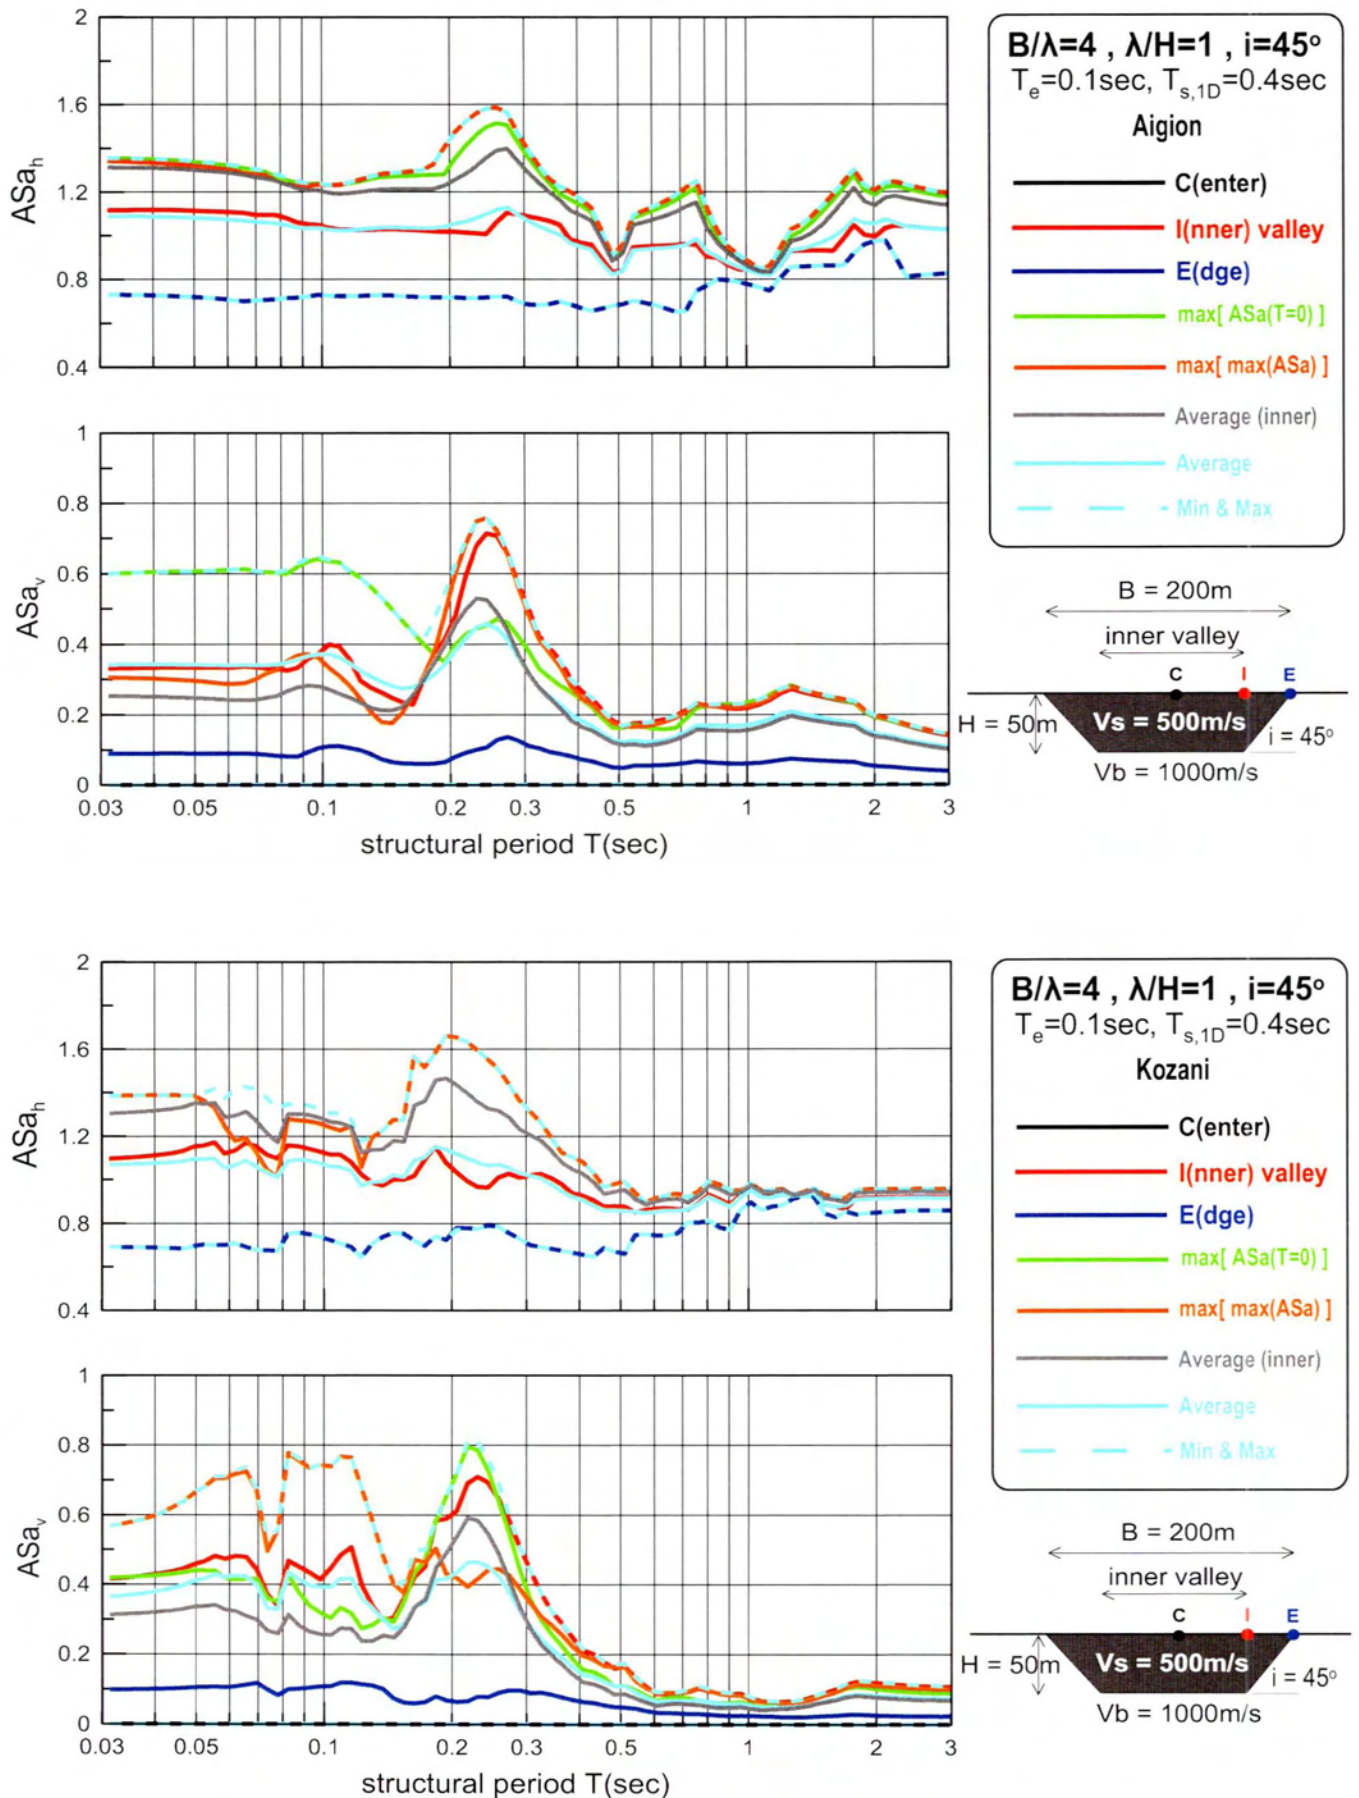 2
1.6
1.2
0.8
0.4
ASa_h
B/λ=4 , λ/H=1 , i=45°
T_e=0.1sec, T_s,1D=0.4sec
Aigion
C(enter)
I(nner) valley
E(dge)
max[ ASa(T=0) ]
max[ max(ASa) ]
Average (inner)
Average
Min & Max
1
0.8
0.6
0.4
0.2
0
ASa_v
0.03 0.05 0.1 0.2 0.3 0.5 1 2 3
structural period T(sec)
B = 200m
inner valley
C I E
H = 50m Vs = 500m/s i = 45°
Vb = 1000m/s
2
1.6
1.2
0.8
0.4
ASa_h
B/λ=4 , λ/H=1 , i=45°
T_e=0.1sec, T_s,1D=0.4sec
Kozani
C(enter)
I(nner) valley
E(dge)
max[ ASa(T=0) ]
max[ max(ASa) ]
Average (inner)
Average
Min & Max
1
0.8
0.6
0.4
0.2
0
ASa_v
0.03 0.05 0.1 0.2 0.3 0.5 1 2 3
structural period T(sec)
B = 200m
inner valley
C I E
H = 50m Vs = 500m/s i = 45°
Vb = 1000m/s